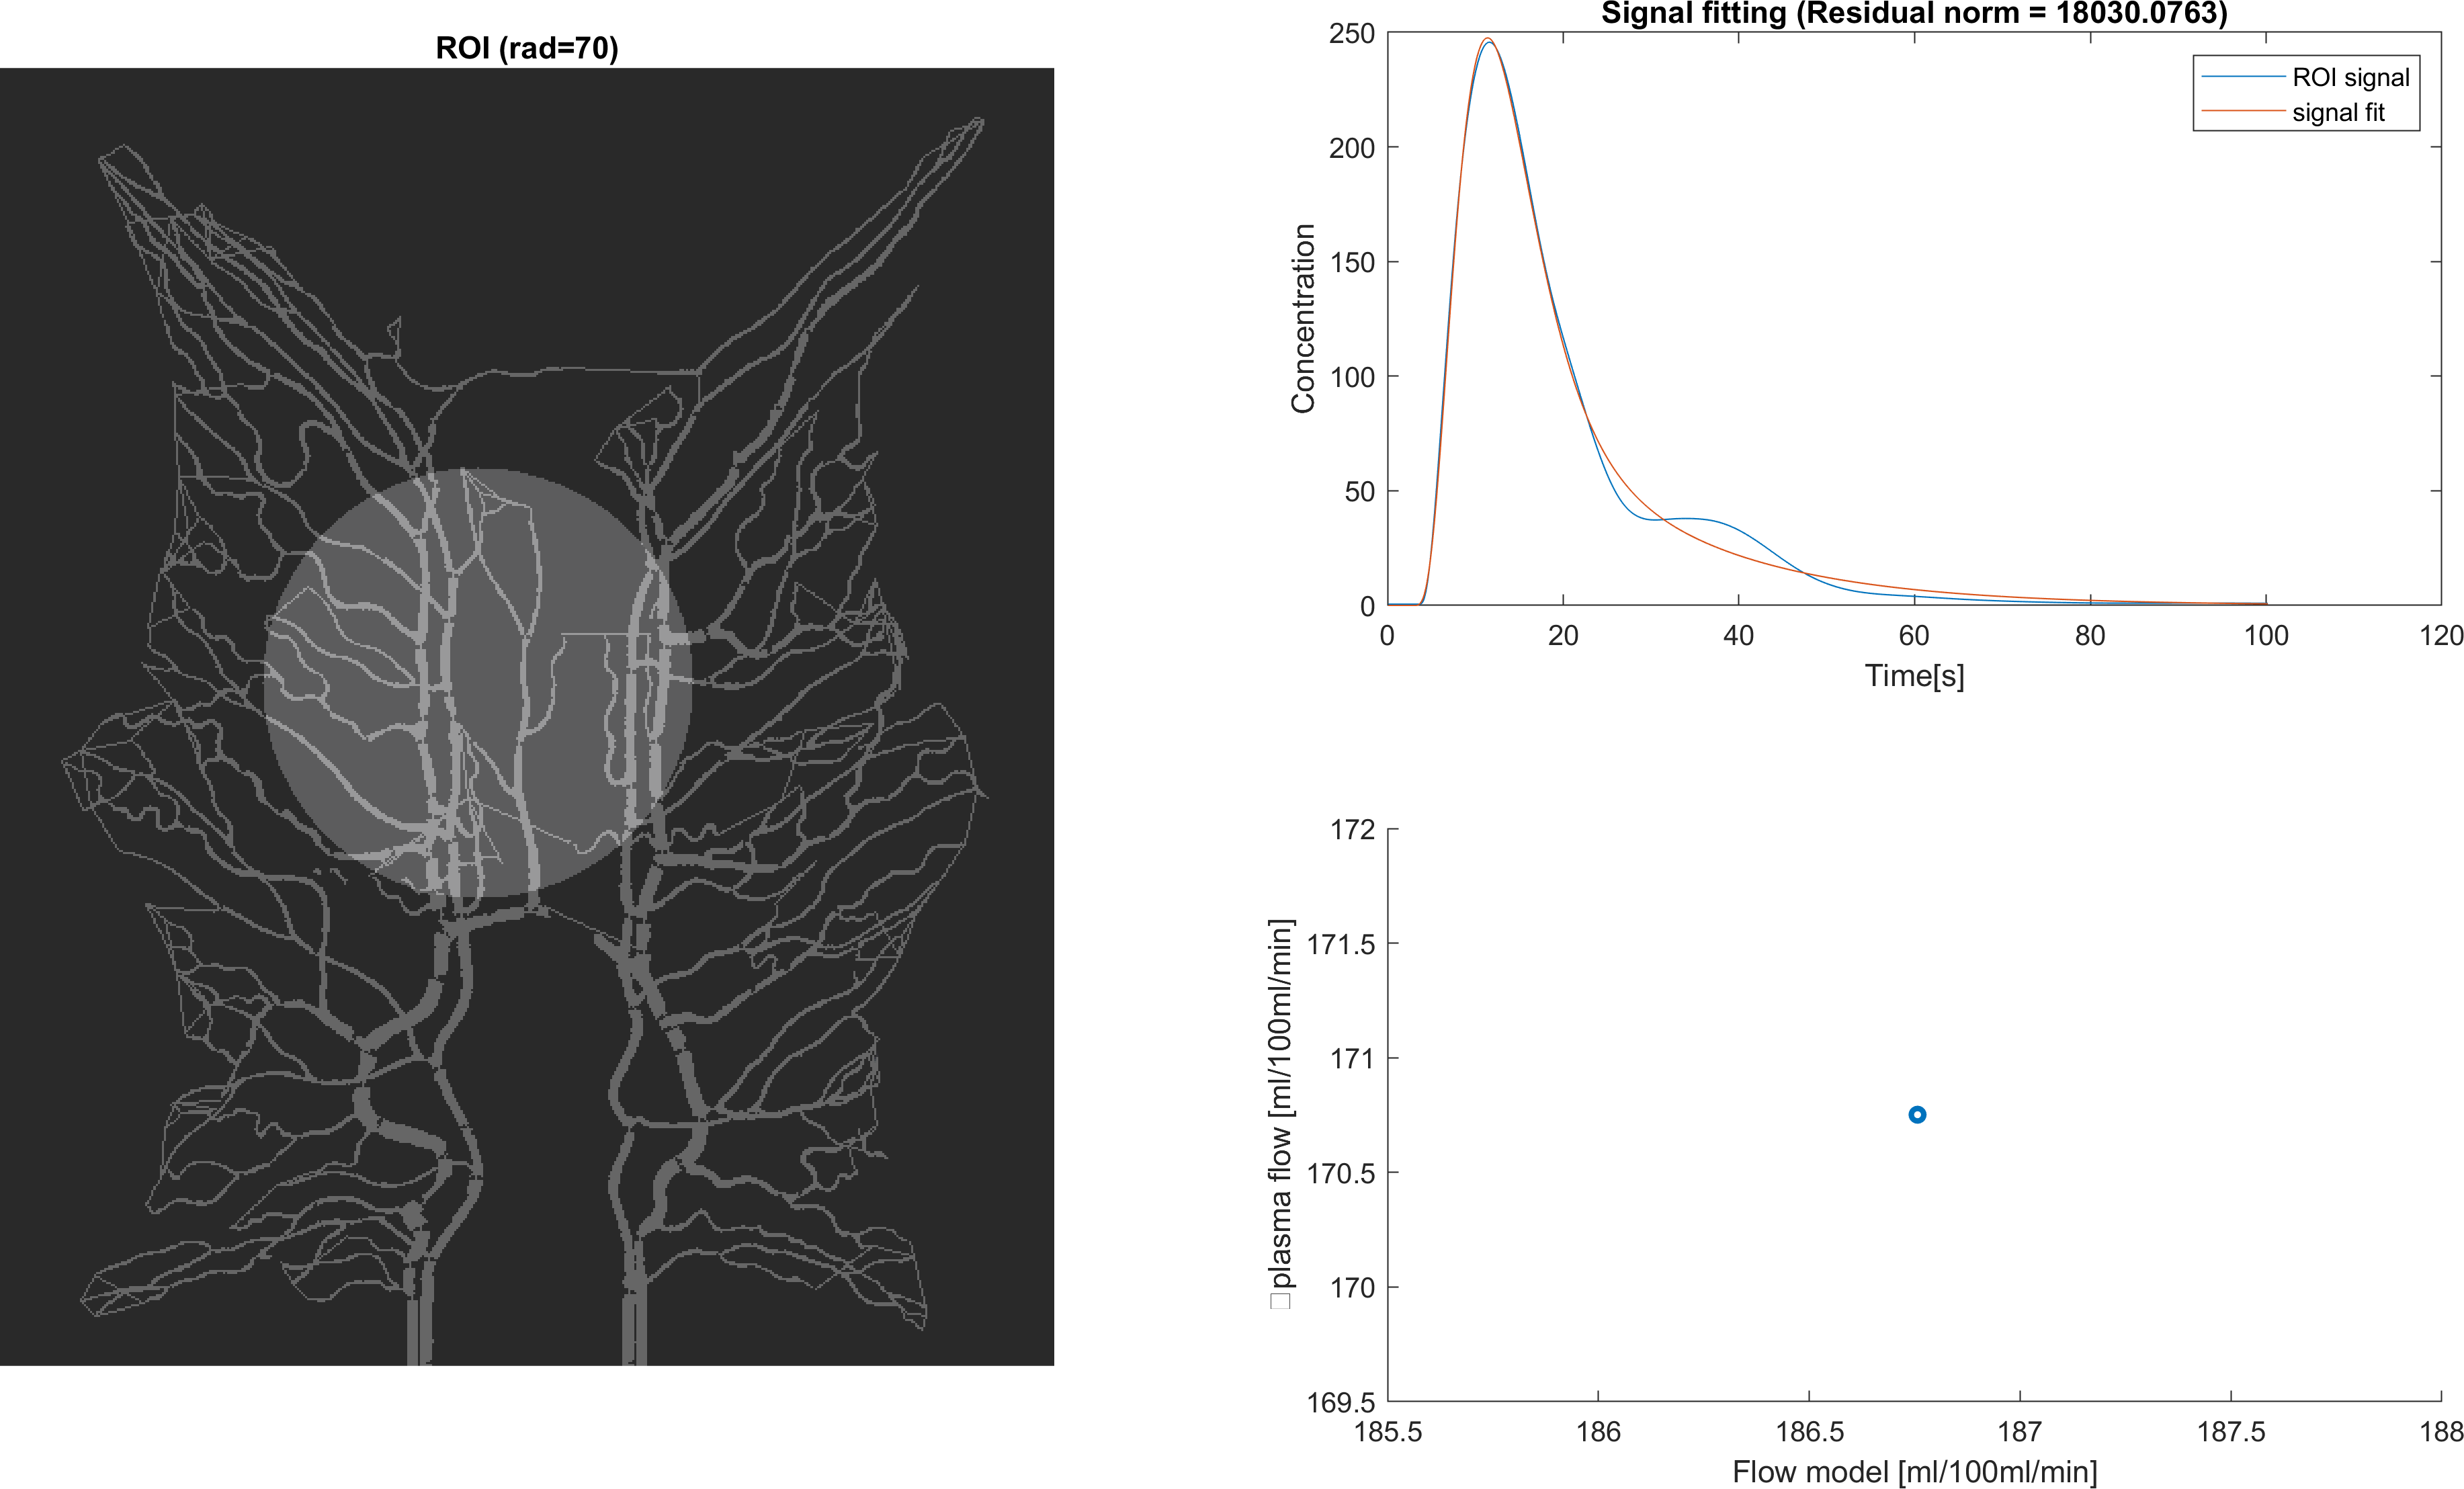 ROI (rad=70)
Signal fitting (Residual norm = 18030.0763)
250
200
150
100
50
0
Concentration
ROI signal
signal fit
0 20 40 60 80 100 120
Time[s]
172
171.5
171
170.5
170
169.5
□plasma flow [ml/100ml/min]
185.5 186 186.5 187 187.5 188
Flow model [ml/100ml/min]